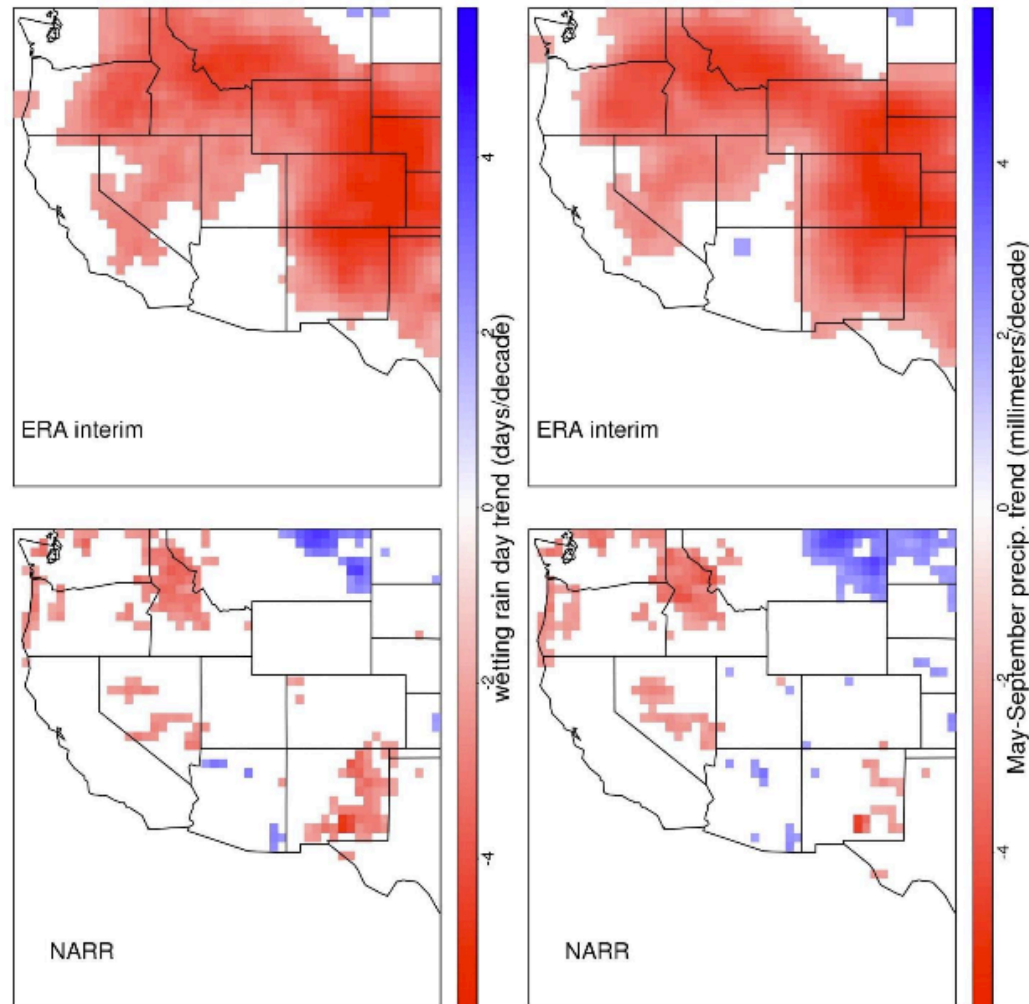 ERA interim
ERA interim
NARR
NARR
4
2
0
-2
-4
wetting rain day trend (days/decade)
4
2
0
-2
-4
May-September precip. trend (millimeters/decade)